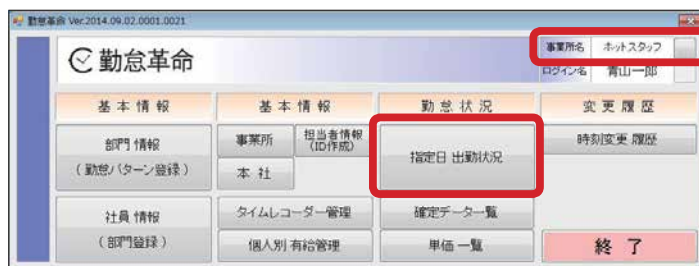 勤怠革命 Ver.2014.09.02.0001.0021
勤怠革命
事業所名 ホットスタッフ
ログイン名 青山一郎
基本情報 基本情報 勤怠状況 変更履歴
部門 情報
(勤怠パターン登録)
事業所
担当者情報
(ID作成)
本 社
指定日 出勤状況
時刻変更 履歴
社員 情報
(部門登録)
タイムレコーダー管理
確定データ一覧
個人別 有給管理
単価 一覧
終 了